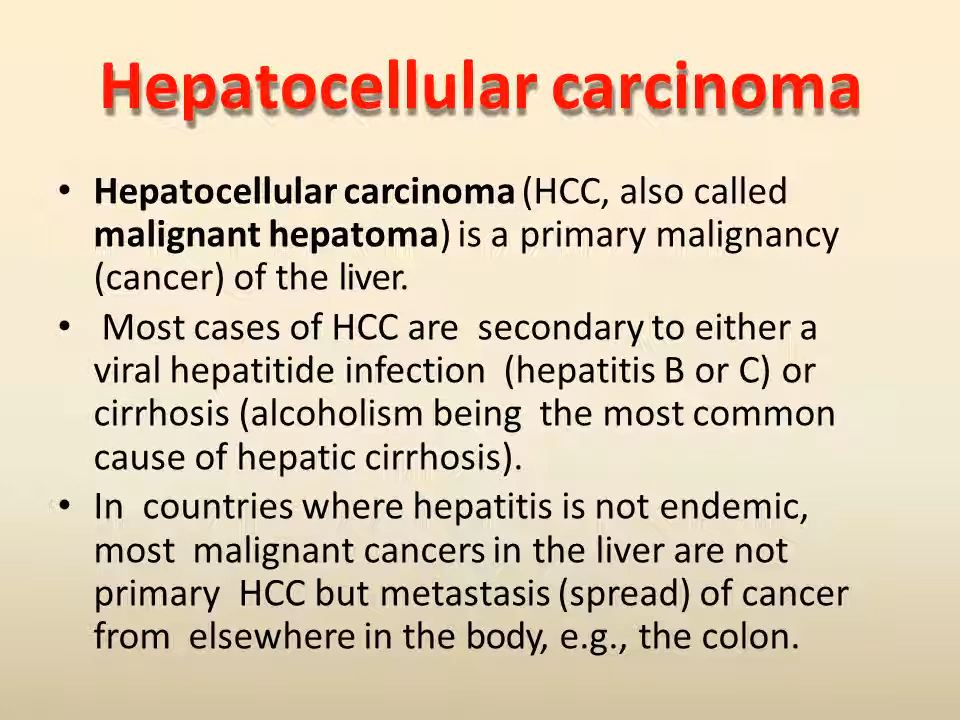 Hepatocellular carcinoma
• Hepatocellular carcinoma (HCC, also called
malignant hepatoma) is a primary malignancy
(cancer) of the liver.
• Most cases of HCC are secondary to either a
viral hepatitide infection (hepatitis B or C) or
cirrhosis (alcoholism being the most common
cause of hepatic cirrhosis).
• In countries where hepatitis is not endemic,
most malignant cancers in the liver are not
primary HCC but metastasis (spread) of cancer
from elsewhere in the body, e.g., the colon.